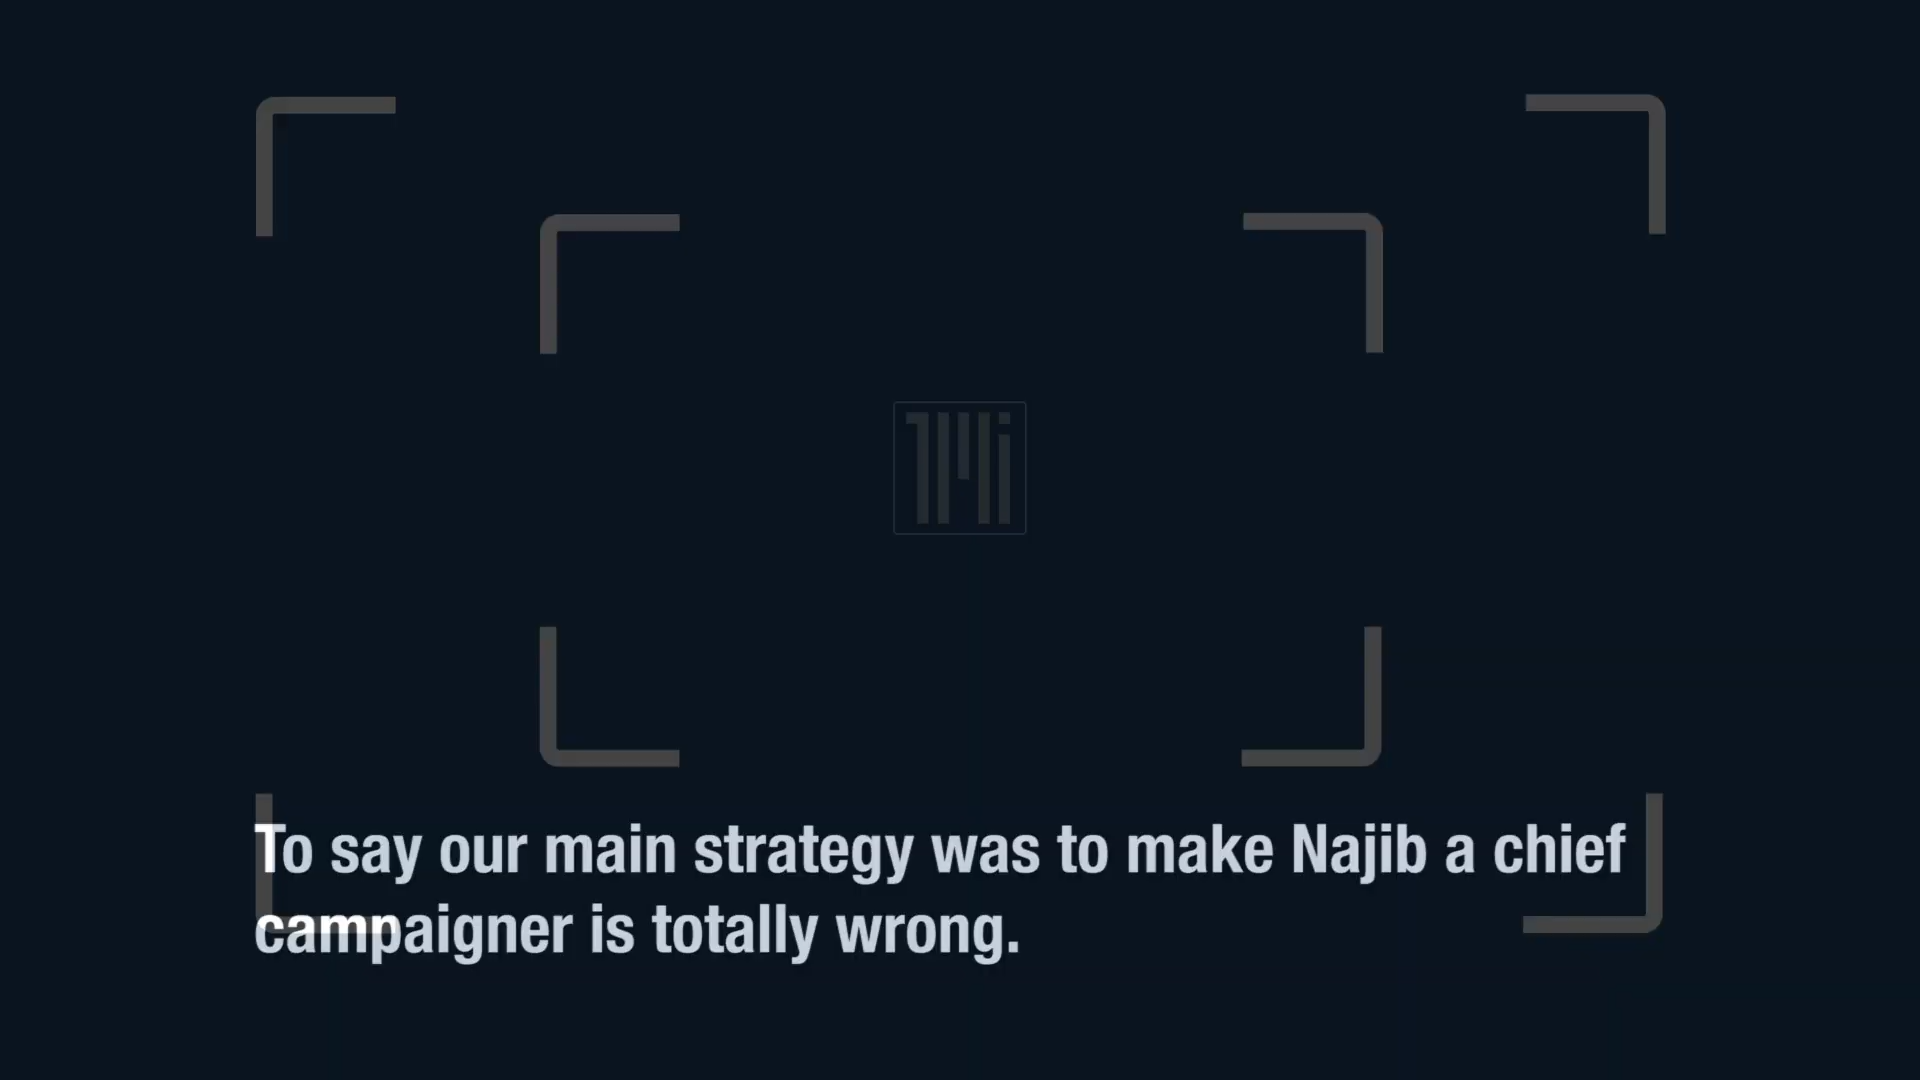 To say our main strategy was to make Najib a chief
campaigner is totally wrong.